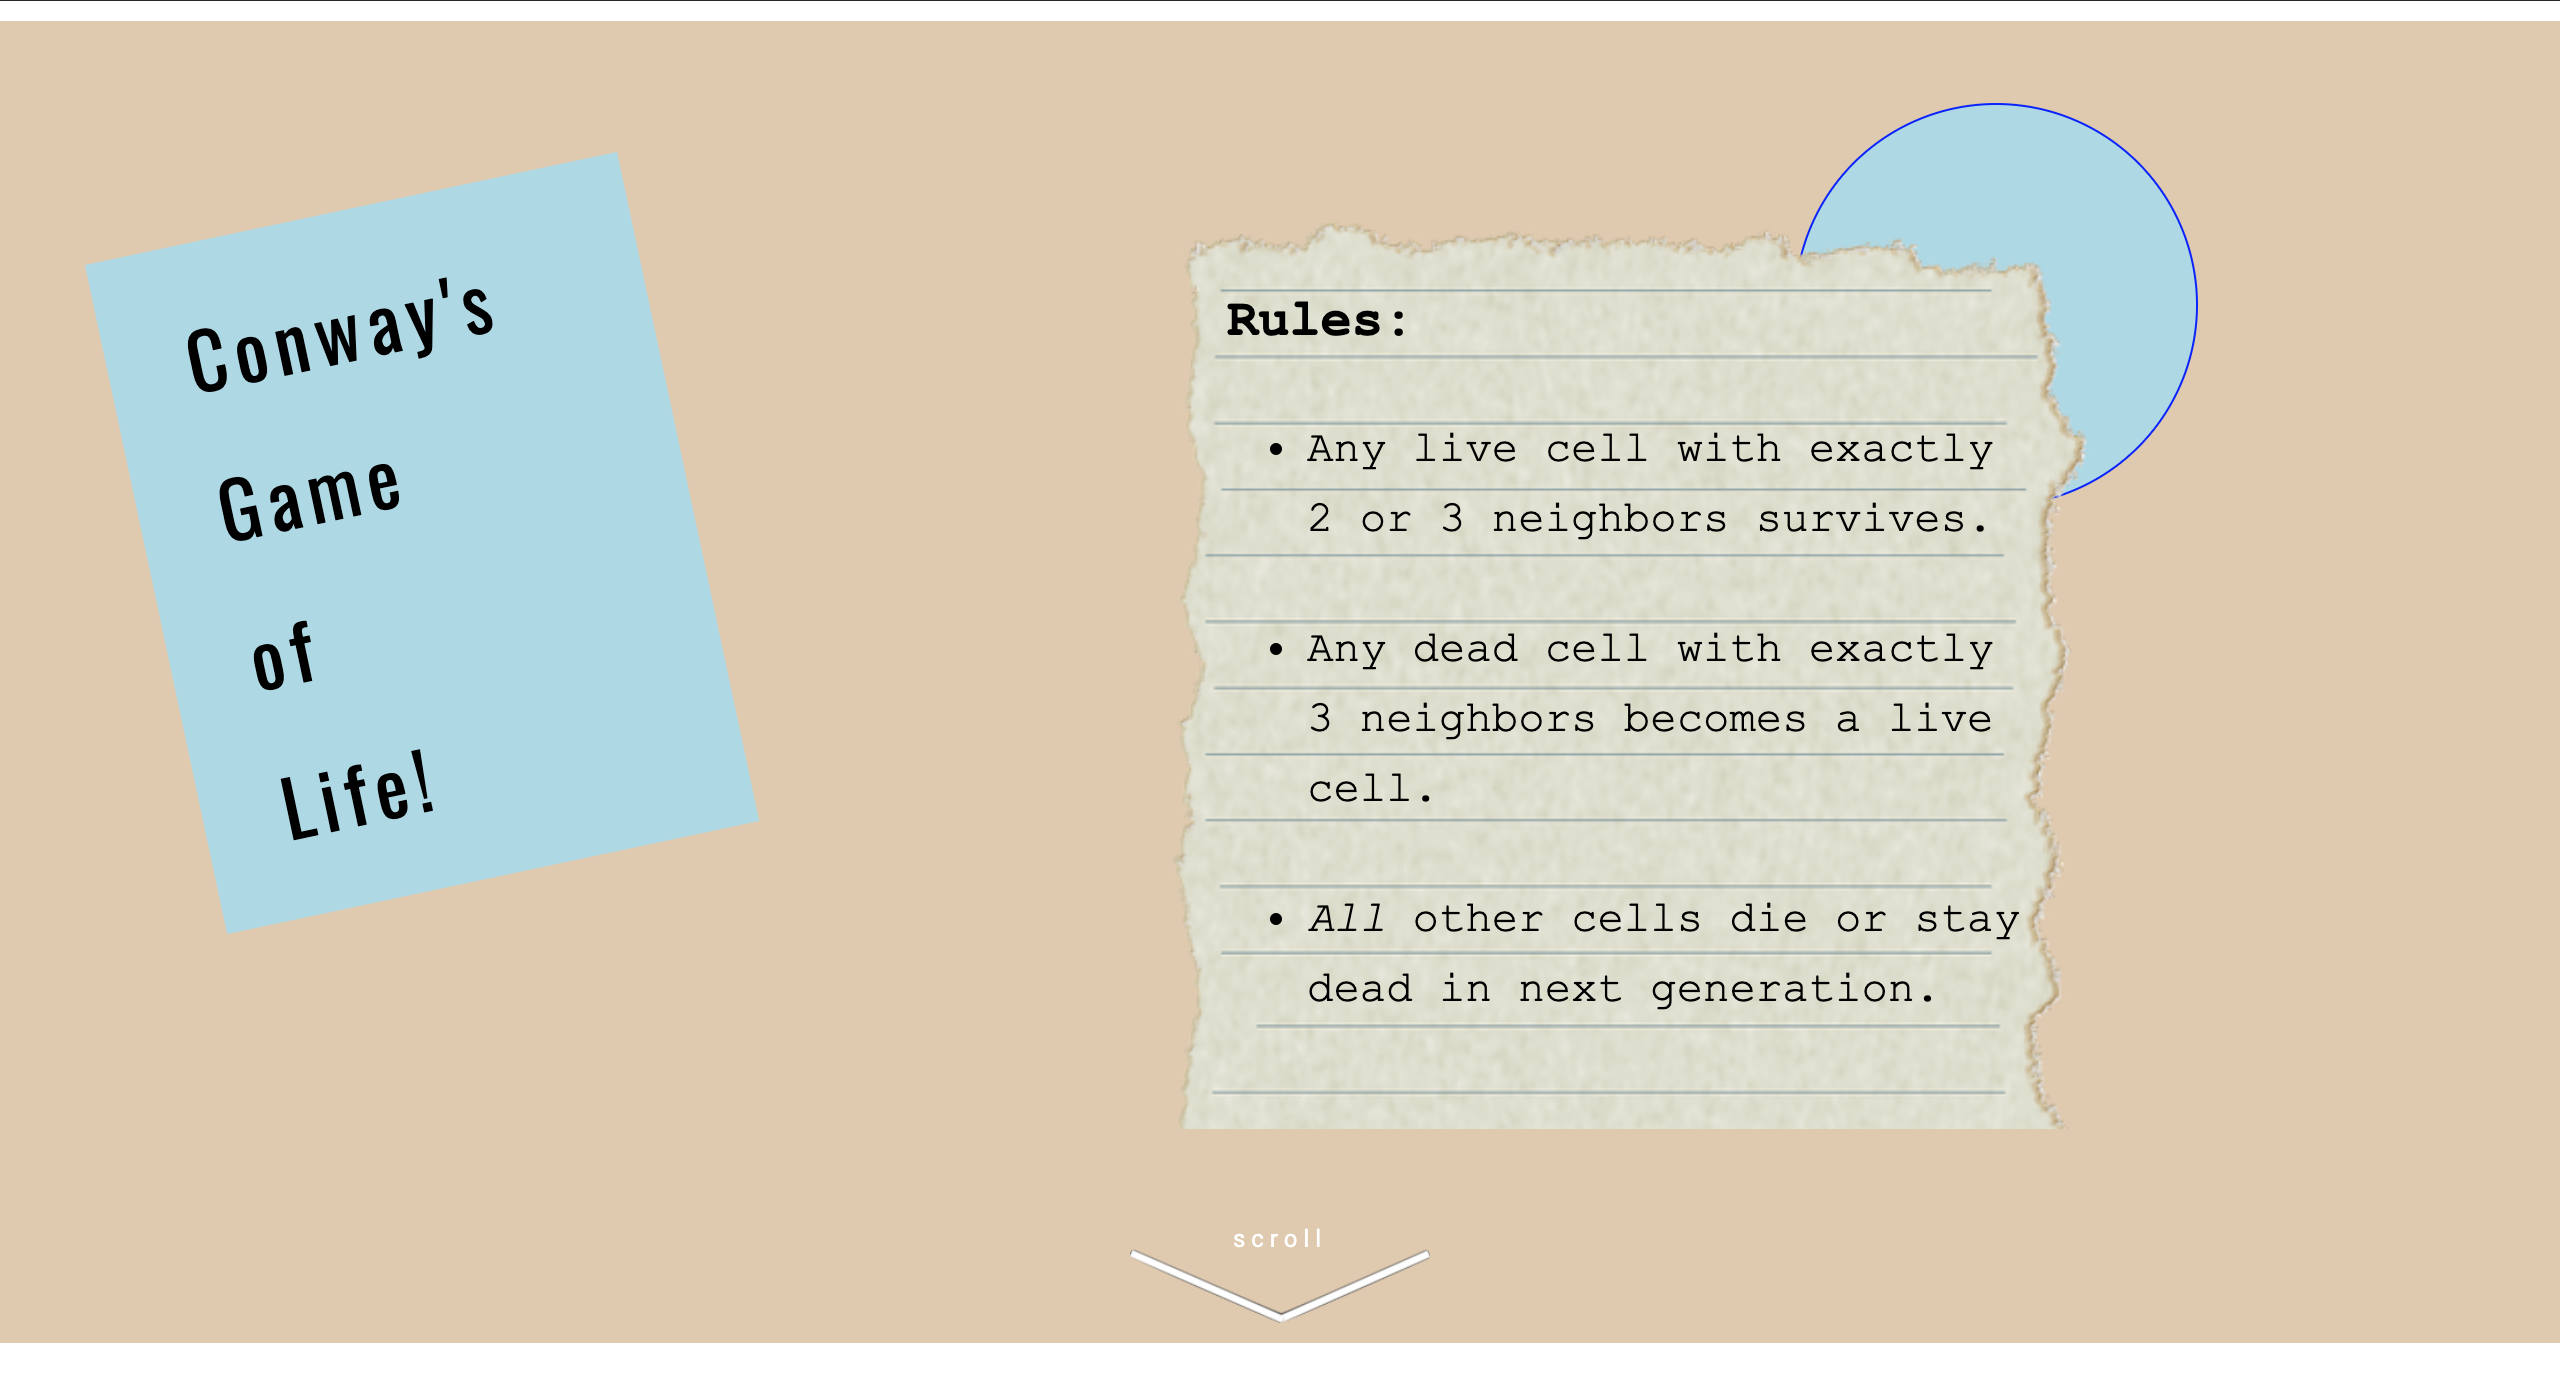 Conway's
Game
of
Life!
Rules:
• Any live cell with exactly
2 or 3 neighbors survives.
• Any dead cell with exactly
3 neighbors becomes a live
cell.
• All other cells die or stay
dead in next generation.
scroll